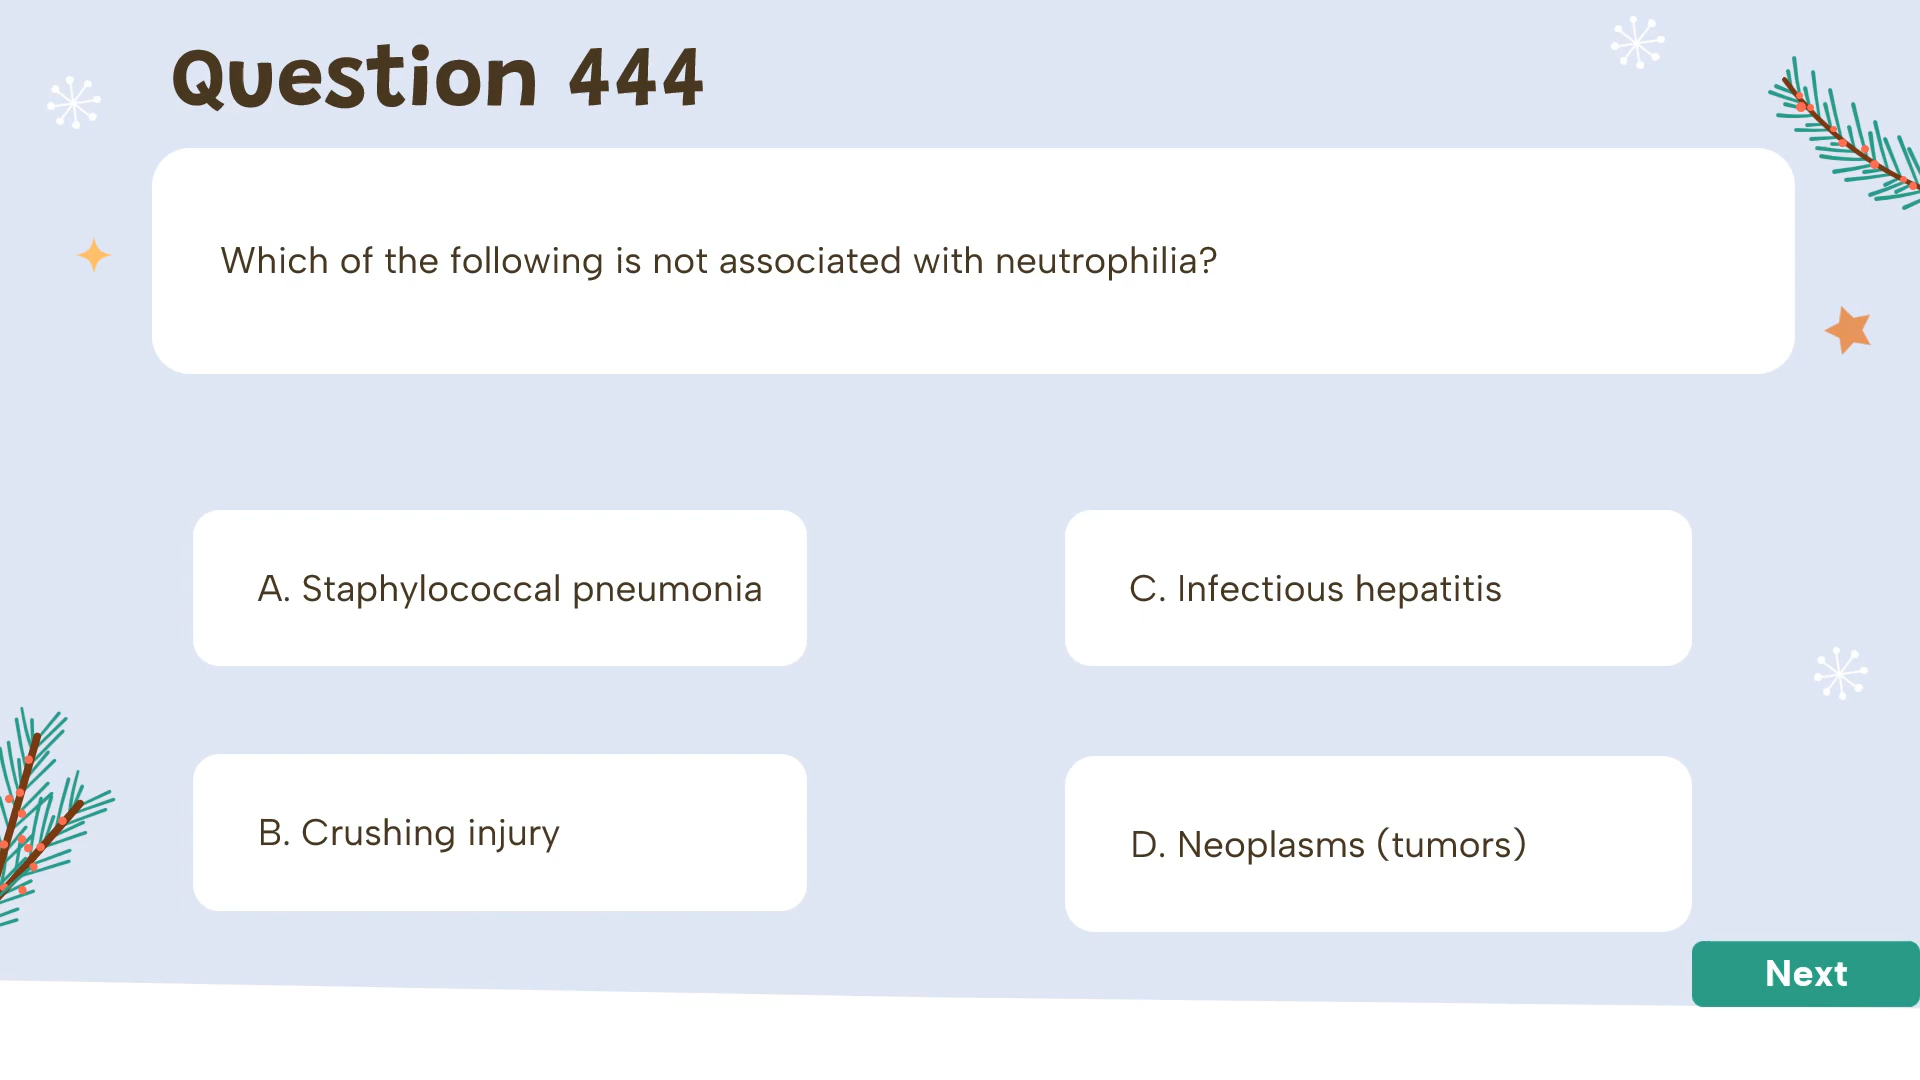 Question 444
Which of the following is not associated with neutrophilia?
A. Staphylococcal pneumonia
B. Crushing injury
C. Infectious hepatitis
D. Neoplasms (tumors)
Next